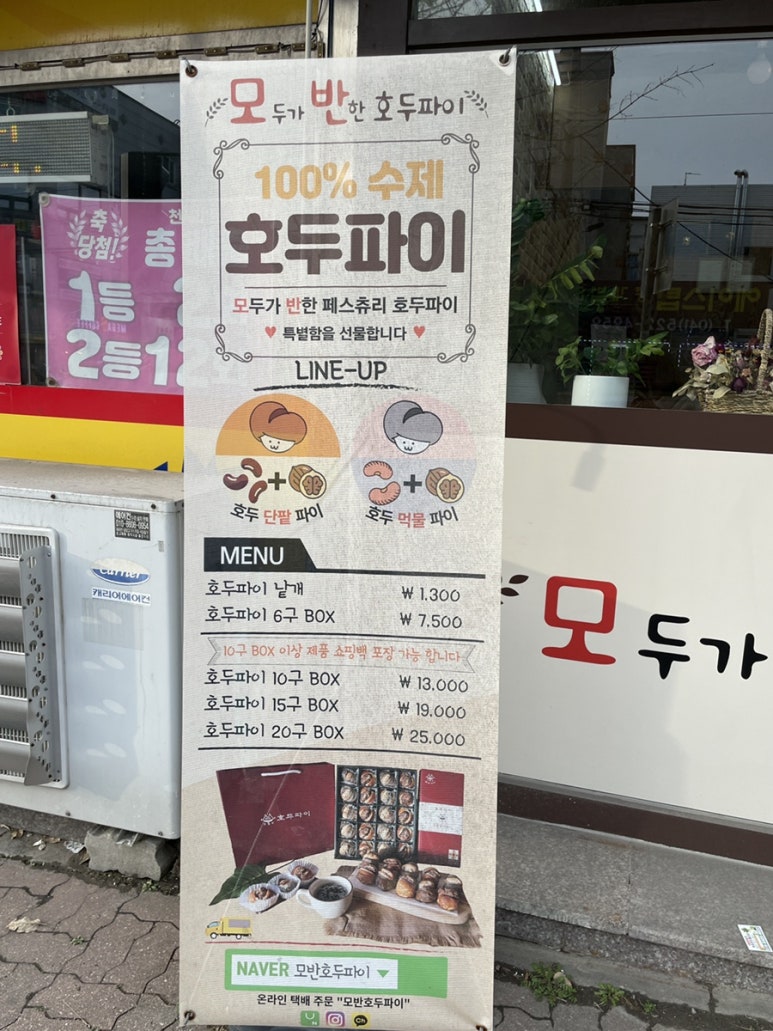 모두가 반한 호두파이
100% 수제
호두파이
모두가 반한 페스츄리 호두파이
♥ 특별함을 선물합니다 ♥
LINE-UP
호두 단팥 파이
호두 먹물 파이
MENU
호두파이 낱개 ₩ 1.300
호두파이 6구 BOX ₩ 7.500
10구 BOX 이상 제품 쇼핑백 포장 가능 합니다
호두파이 10구 BOX ₩ 13.000
호두파이 15구 BOX ₩ 19.000
호두파이 20구 BOX ₩ 25.000
호두파이
NAVER 모반호두파이
온라인 택배 주문 "모반호두파이"
축
당첨!
1등
2등
천
총
모두가
Carrier
캐리어에어컨